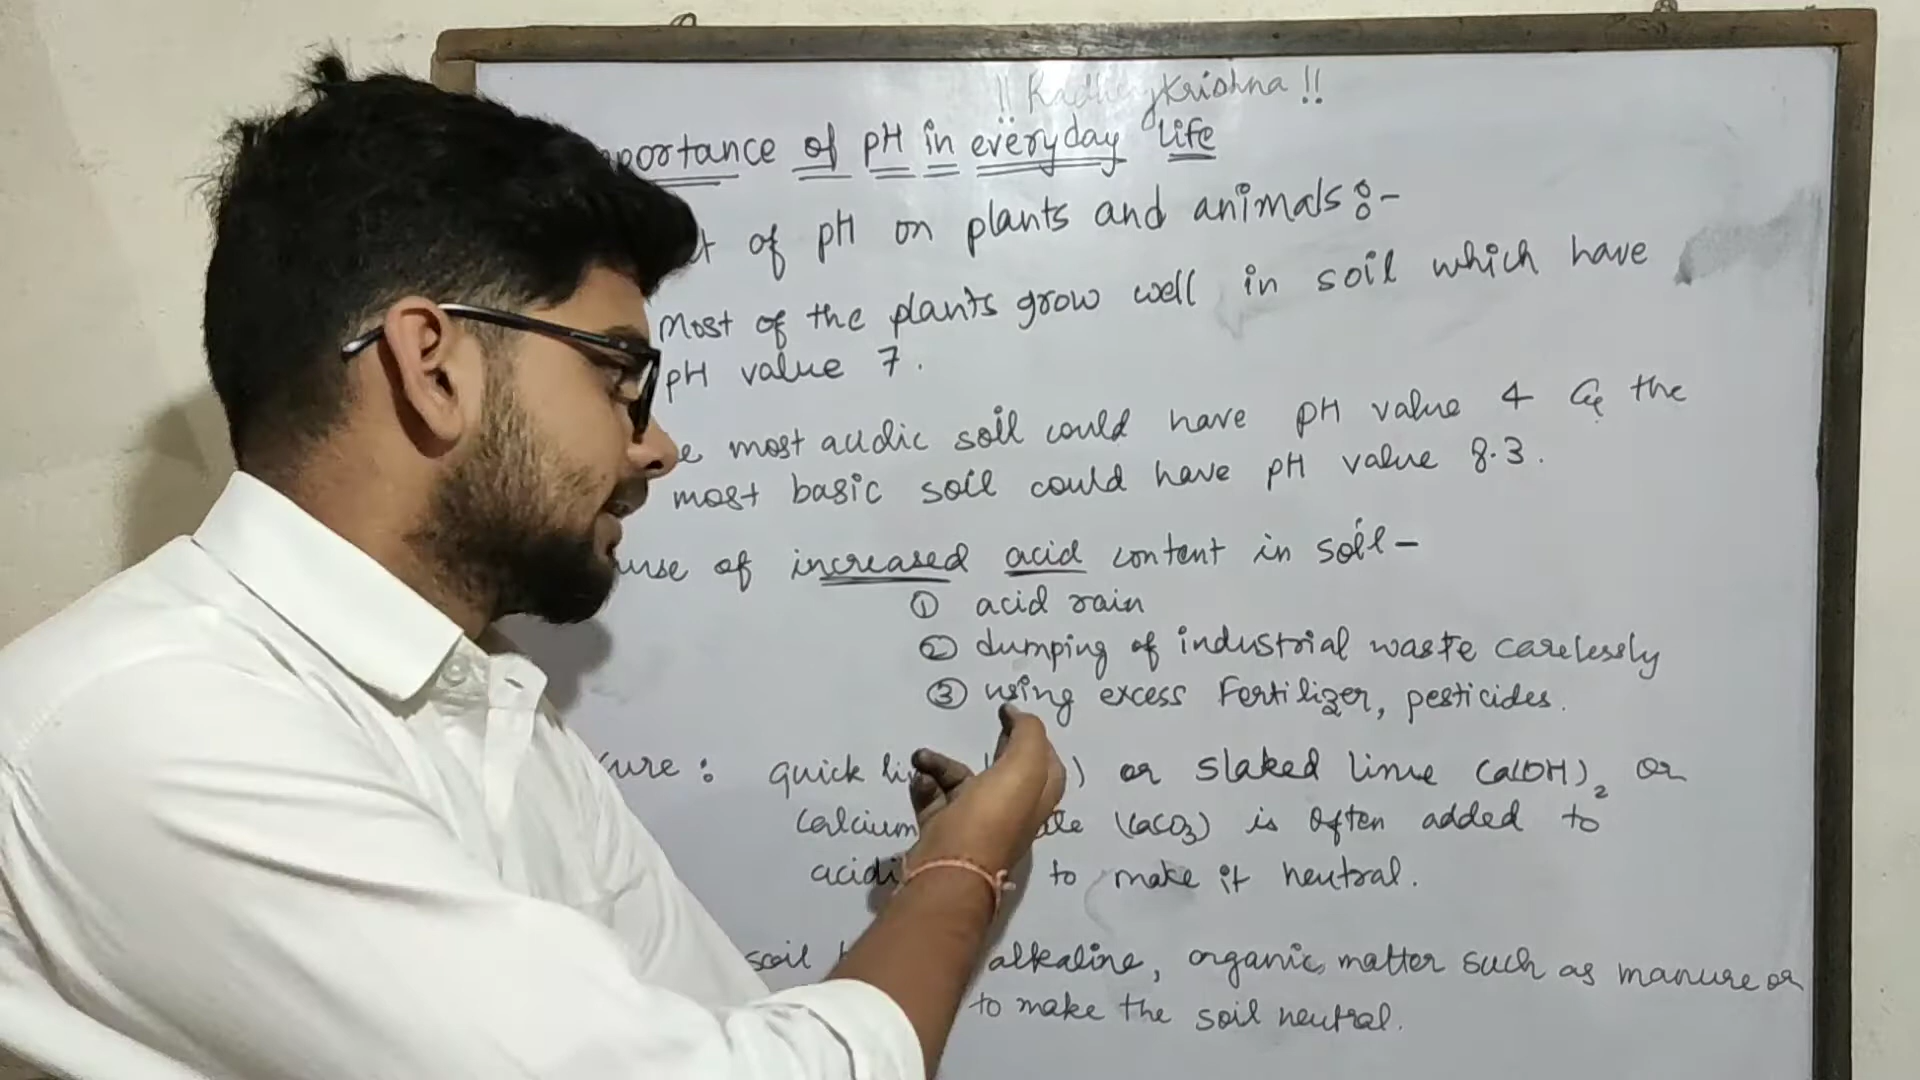 !! Radhey Krishna !!
portance of pH in everyday life
of pH on plants and animals :-
Most of the plants grow well in soil which have
pH value 7.
most acidic soil could have pH value 4 & the
most basic soil could have pH value 8.3.
of increased acid content in soil -
① acid rain
② dumping of industrial waste carelessly
③ using excess Fertilizer, pesticides.
quick ) or slaked lime Ca(OH)2 or
calcium (CaCO3) is often added to
to make it neutral.
soil alkaline, organic matter such as manure or
to make the soil neutral.